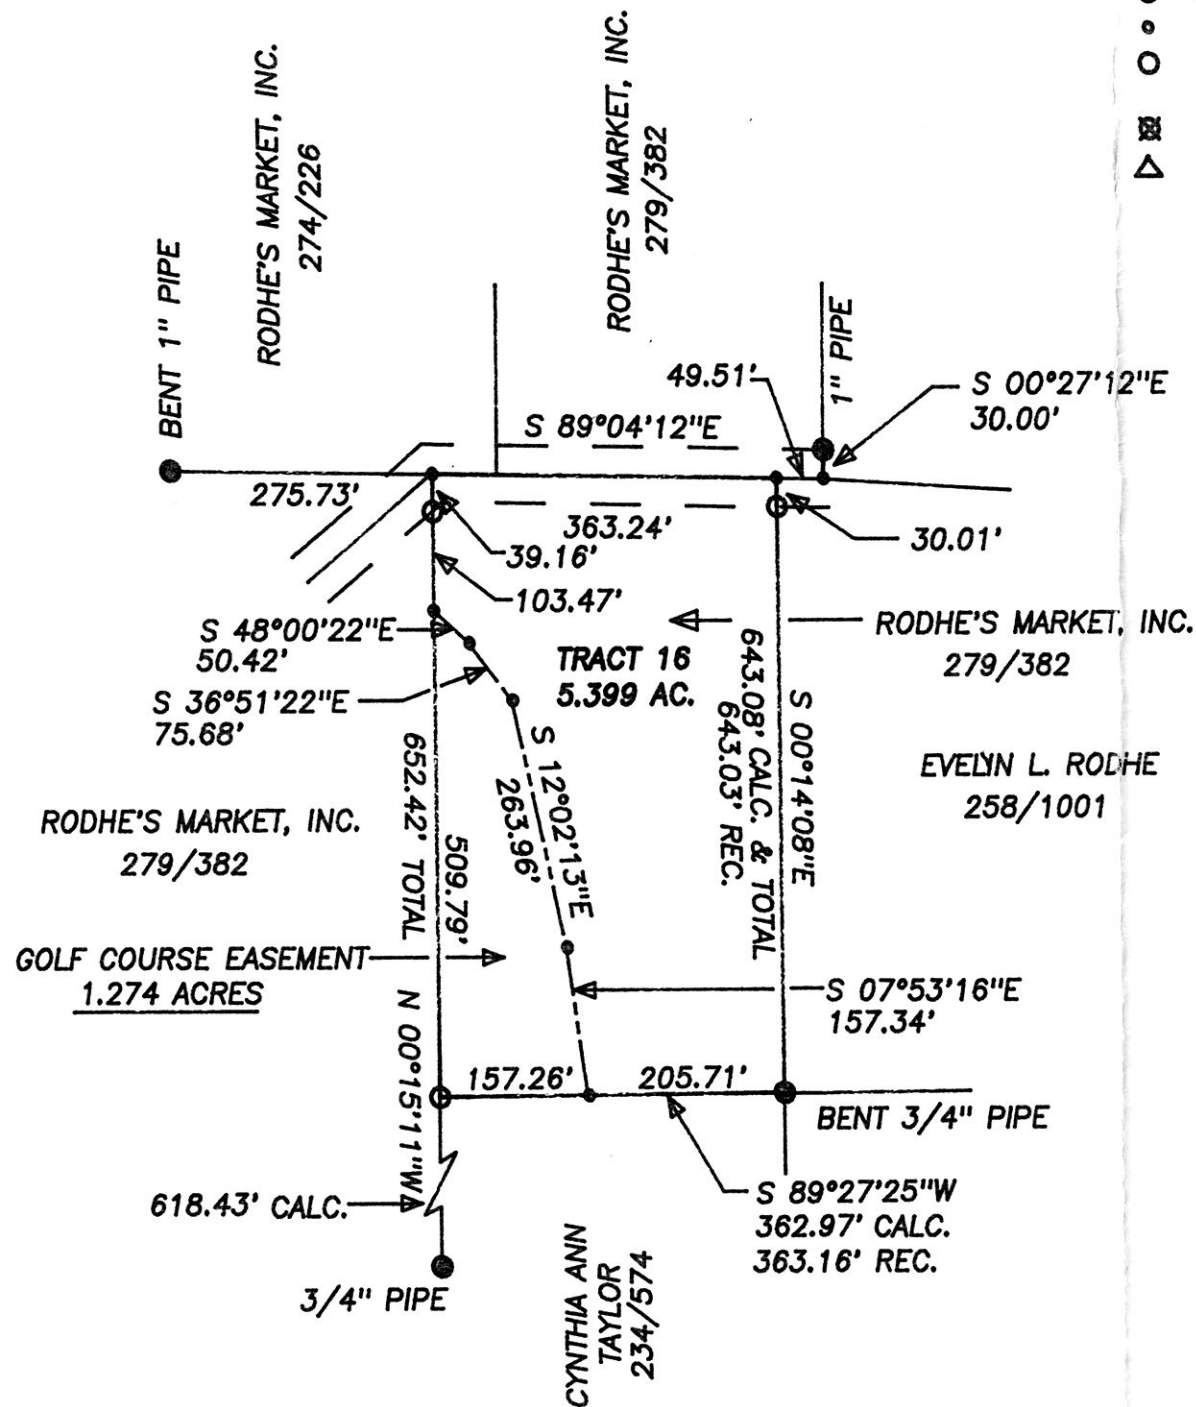 RODHE'S MARKET, INC.
274/226
RODHE'S MARKET, INC.
279/382
BENT 1" PIPE
1" PIPE
49.51'
S 00°27'12"E
30.00'
S 89°04'12"E
275.73'
363.24'
39.16'
30.01'
103.47'
S 48°00'22"E
50.42'
TRACT 16
5.399 AC.
RODHE'S MARKET, INC.
279/382
S 36°51'22"E
75.68'
S 12°02'13"E
263.96'
S 00°14'08"E
643.08' CALC. & TOTAL
643.03' REC.
EVELYN L. RODHE
258/1001
RODHE'S MARKET, INC.
279/382
509.79'
652.42' TOTAL
N 00°15'11"W
GOLF COURSE EASEMENT
1.274 ACRES
S 07°53'16"E
157.34'
157.26'
205.71'
BENT 3/4" PIPE
S 89°27'25"W
362.97' CALC.
363.16' REC.
618.43' CALC.
3/4" PIPE
CYNTHIA ANN
TAYLOR
234/574